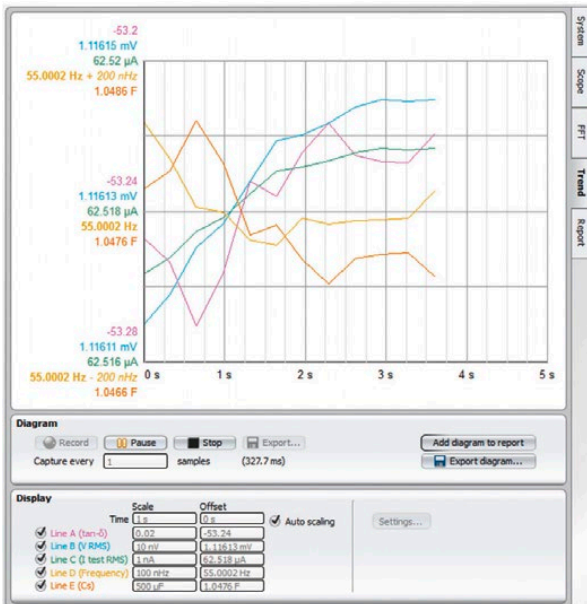 -53.2
1.11615 mV
62.52 µA
55.0002 Hz + 200 nHz
1.0486 F
-53.24
1.11613 mV
62.518 µA
55.0002 Hz
1.0476 F
-53.28
1.11611 mV
62.516 µA
55.0002 Hz - 200 nHz
1.0466 F
0 s 1 s 2 s 3 s 4 s 5 s
System
Scope
FFT
Trend
Report
Diagram
Record Pause Stop Export... Add diagram to report
Capture every 1 samples (327.7 ms) Export diagram...
Display
Scale Offset
Time 1 s 0 s Auto scaling Settings...
Line A (tan-δ) 0.02 -53.24
Line B (V RMS) 10 nV 1.11613 mV
Line C (I test RMS) 1 nA 62.518 µA
Line D (Frequency) 100 nHz 55.0002 Hz
Line E (Cs) 500 µF 1.0476 F